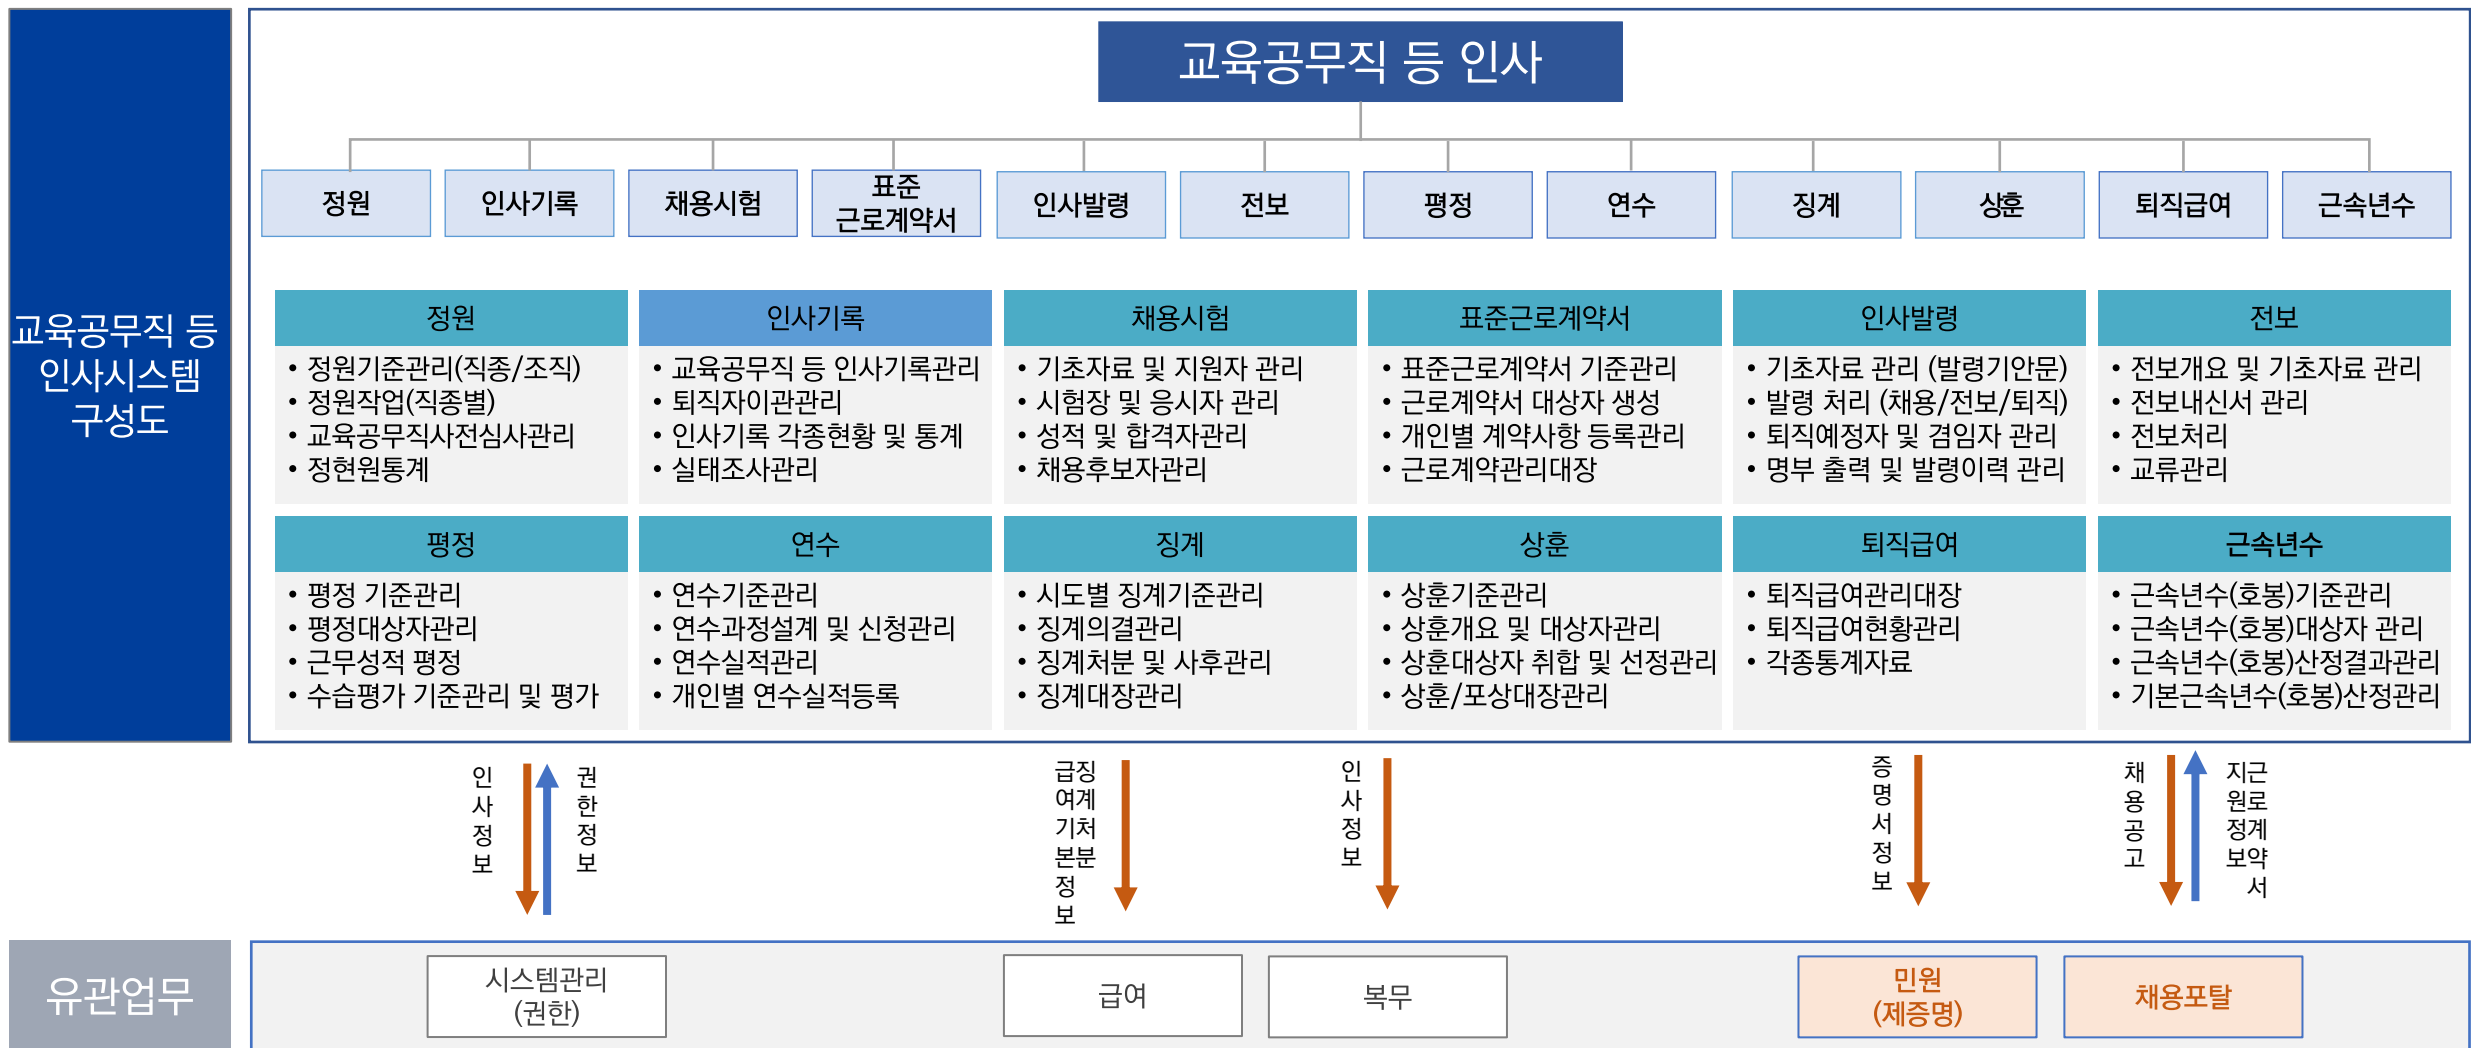 교육공무직 등 인사
교육공무직 등
인사시스템
구성도
정원
인사기록
채용시험
표준
근로계약서
인사발령
전보
평정
연수
징계
상훈
퇴직급여
근속년수
정원
• 정원기준관리(직종/조직)
• 정원작업(직종별)
• 교육공무직사전심사관리
• 정현원통계
인사기록
• 교육공무직 등 인사기록관리
• 퇴직자이관관리
• 인사기록 각종현황 및 통계
• 실태조사관리
채용시험
• 기초자료 및 지원자 관리
• 시험장 및 응시자 관리
• 성적 및 합격자관리
• 채용후보자관리
표준근로계약서
• 표준근로계약서 기준관리
• 근로계약서 대상자 생성
• 개인별 계약사항 등록관리
• 근로계약관리대장
인사발령
• 기초자료 관리 (발령기안문)
• 발령 처리 (채용/전보/퇴직)
• 퇴직예정자 및 겸임자 관리
• 명부 출력 및 발령이력 관리
전보
• 전보개요 및 기초자료 관리
• 전보내신서 관리
• 전보처리
• 교류관리
평정
• 평정 기준관리
• 평정대상자관리
• 근무성적 평정
• 수습평가 기준관리 및 평가
연수
• 연수기준관리
• 연수과정설계 및 신청관리
• 연수실적관리
• 개인별 연수실적등록
징계
• 시도별 징계기준관리
• 징계의결관리
• 징계처분 및 사후관리
• 징계대장관리
상훈
• 상훈기준관리
• 상훈개요 및 대상자관리
• 상훈대상자 취합 및 선정관리
• 상훈/포상대장관리
퇴직급여
• 퇴직급여관리대장
• 퇴직급여현황관리
• 각종통계자료
근속년수
• 근속년수(호봉)기준관리
• 근속년수(호봉)대상자 관리
• 근속년수(호봉)산정결과관리
• 기본근속년수(호봉)산정관리
인사정보
권한정보
급여기본정보
징계처분
인사정보
증명서정보
채용공고
지원정보
근로계약서
유관업무
시스템관리
(권한)
급여
복무
민원
(제증명)
채용포탈